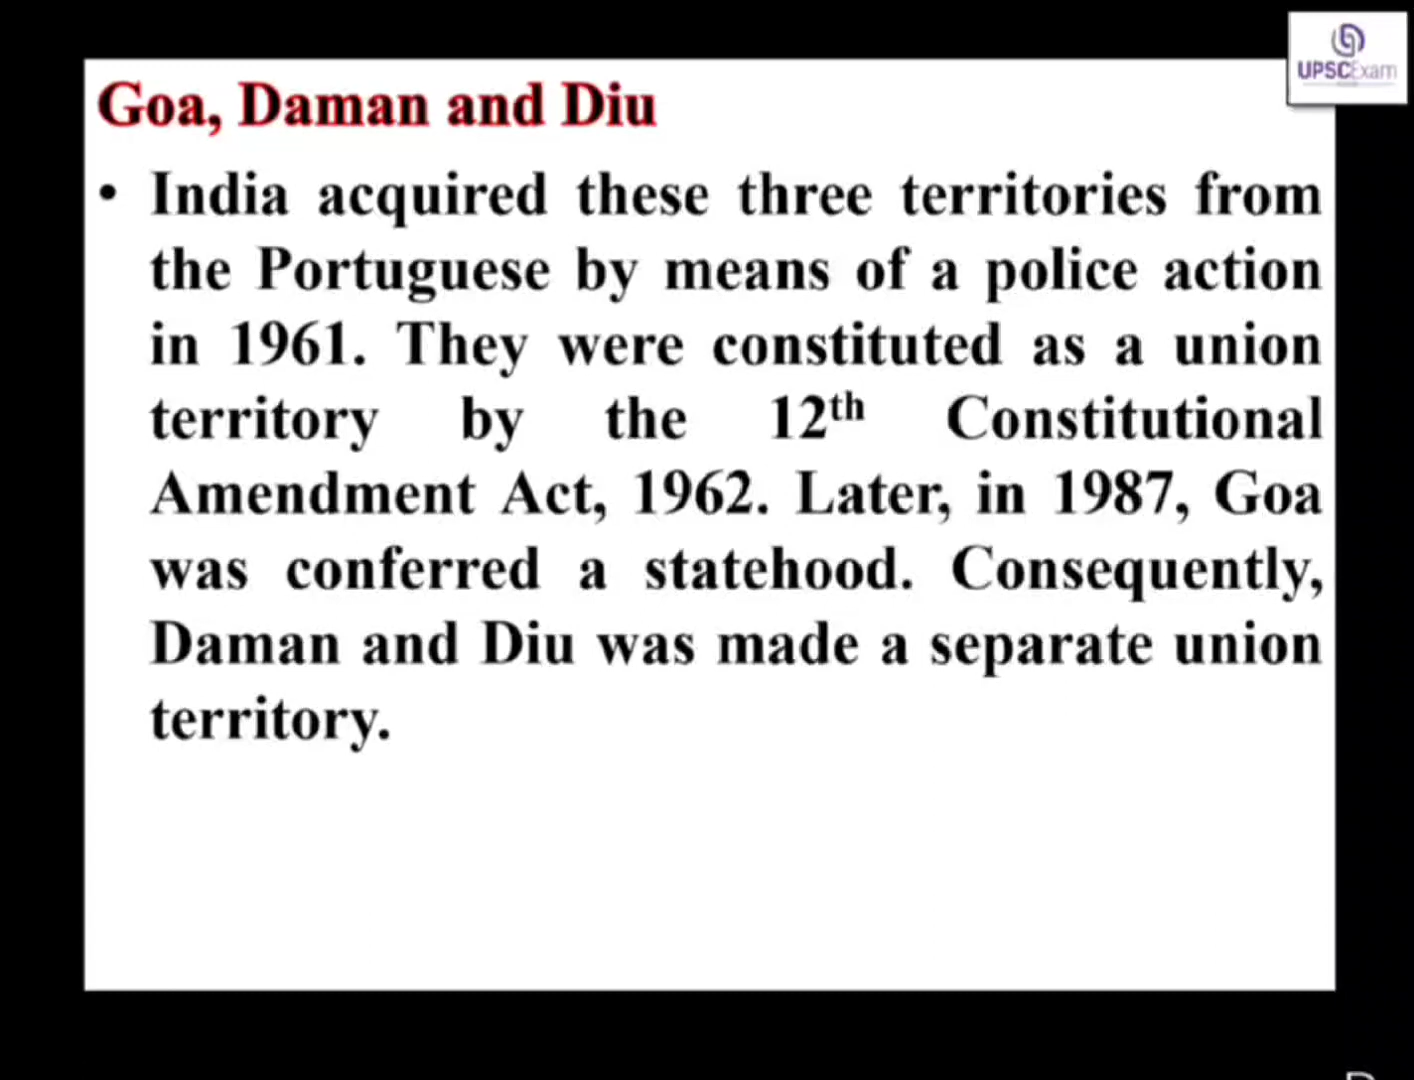 UPSCExam
Goa, Daman and Diu
• India acquired these three territories from
the Portuguese by means of a police action
in 1961. They were constituted as a union
territory by the 12th Constitutional
Amendment Act, 1962. Later, in 1987, Goa
was conferred a statehood. Consequently,
Daman and Diu was made a separate union
territory.